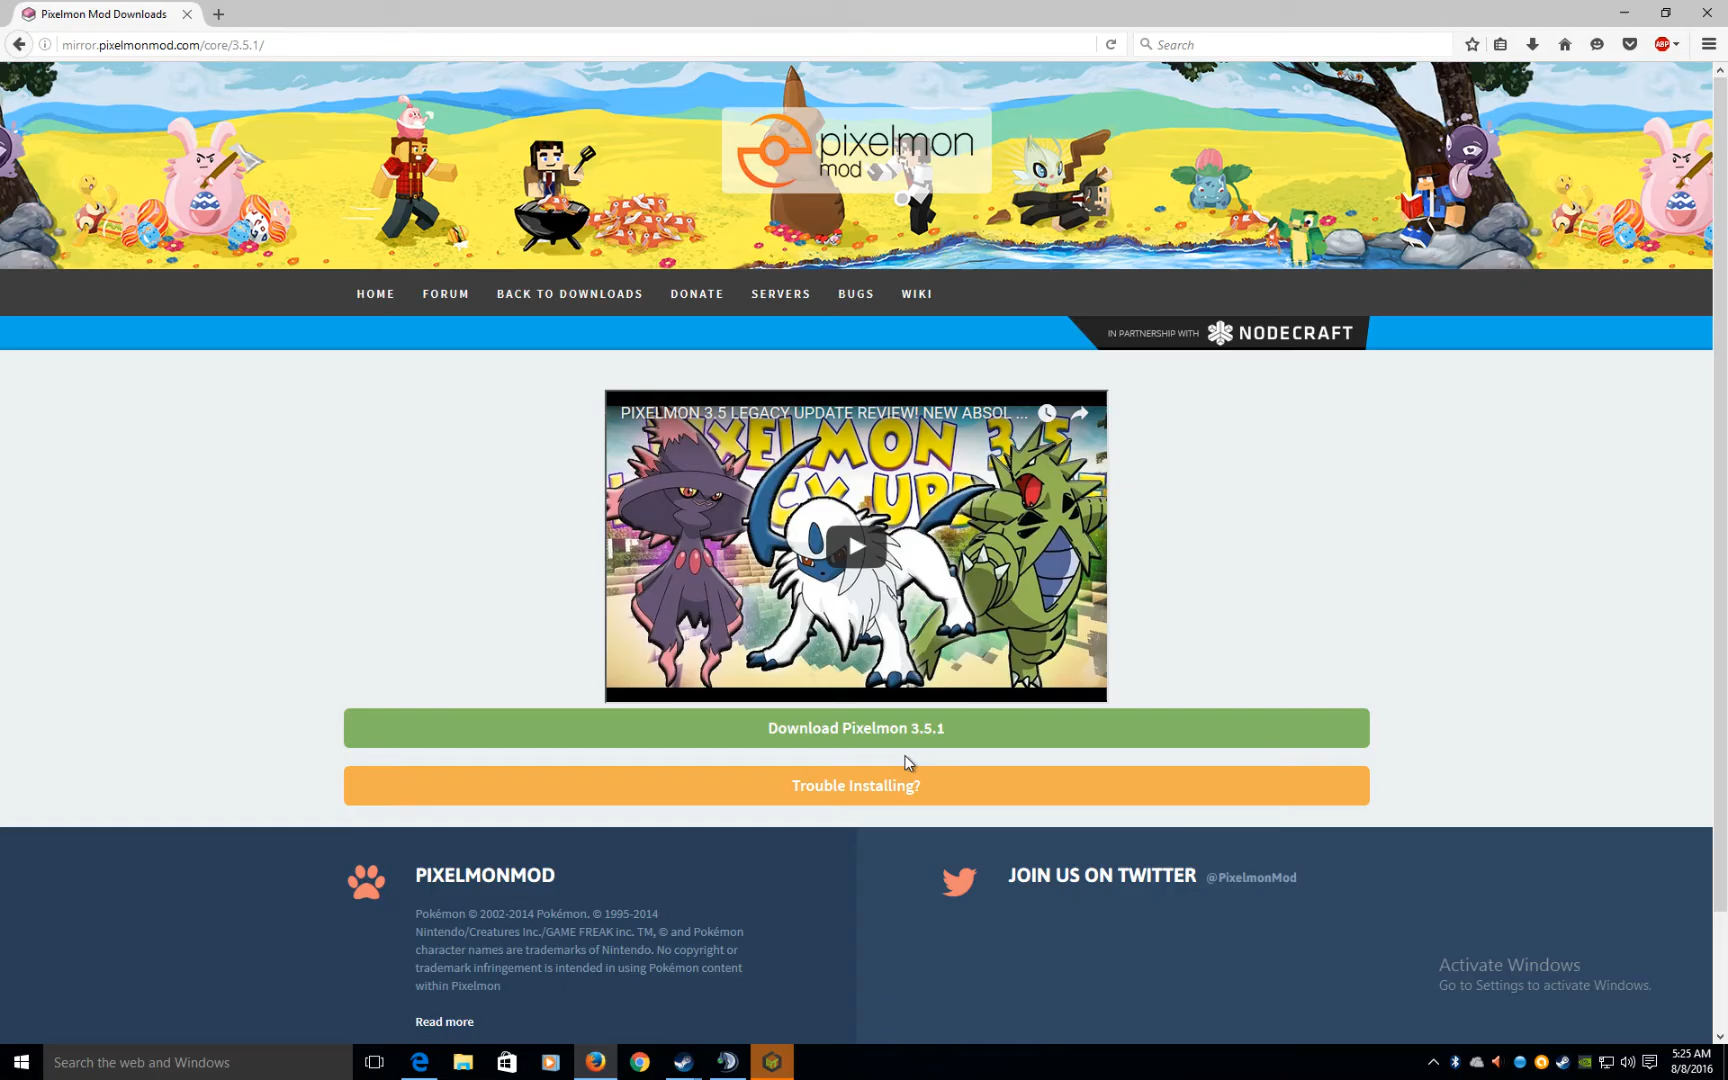 Pixelmon Mod Downloads
mirror.pixelmonmod.com/core/3.5.1/
Search
ABP
pixelmon
mod
HOME
FORUM
BACK TO DOWNLOADS
DONATE
SERVERS
BUGS
WIKI
IN PARTNERSHIP WITH NODECRAFT
PIXELMON 3.5 LEGACY UPDATE REVIEW! NEW ABSOL ...
Download Pixelmon 3.5.1
Trouble Installing?
PIXELMONMOD
Pokémon © 2002-2014 Pokémon. © 1995-2014
Nintendo/Creatures Inc./GAME FREAK inc. TM, © and Pokémon
character names are trademarks of Nintendo. No copyright or
trademark infringement is intended in using Pokémon content
within Pixelmon
Read more
JOIN US ON TWITTER @PixelmonMod
Activate Windows
Go to Settings to activate Windows.
Search the web and Windows
5:25 AM
8/8/2016